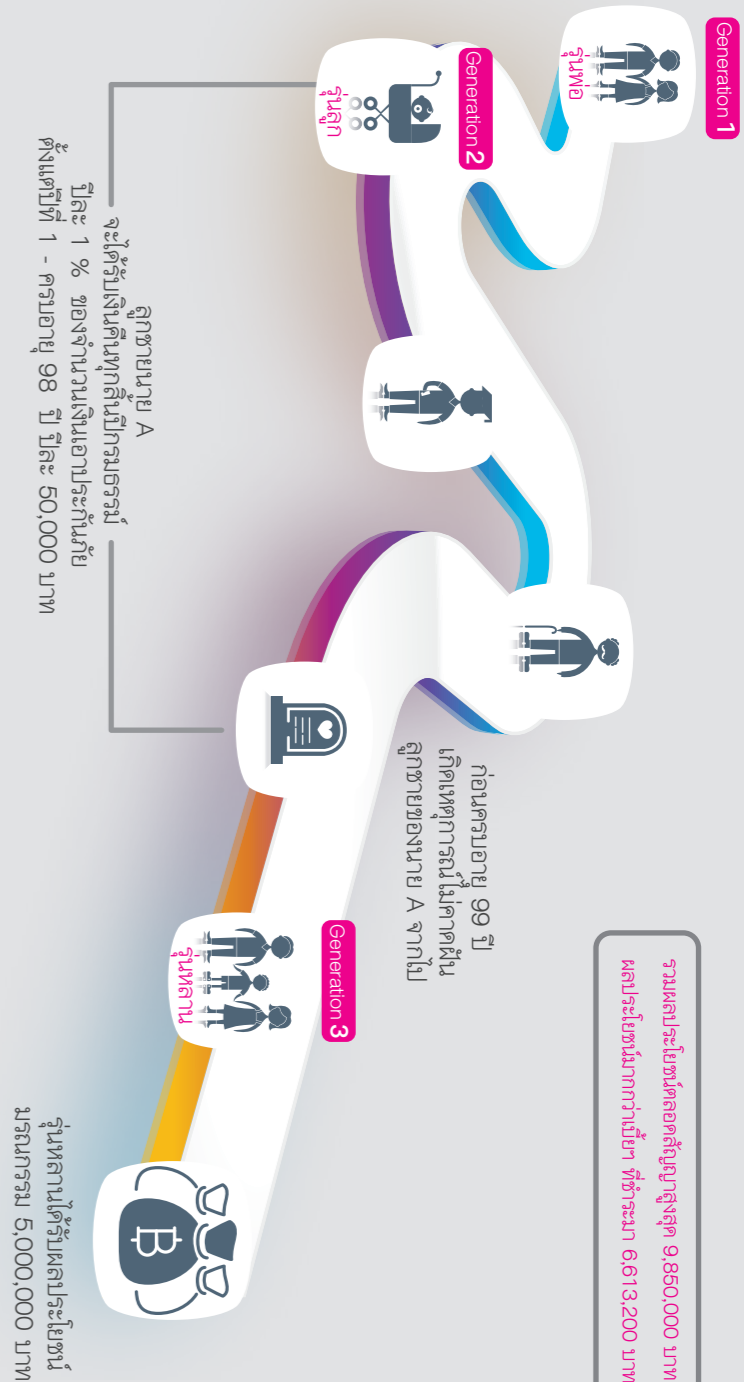 Generation 1
รุ่นพ่อ
Generation 2
รุ่นลูก
ลูกชายนาย A
จะได้รับเงินคืนทุกสิ้นปีกรมธรรม์
ปีละ 1 % ของจำนวนเงินเอาประกันภัย
ตั้งแต่ปีที่ 1 - ครบอายุ 98 ปี ปีละ 50,000 บาท
ก่อนครบอายุ 99 ปี
เกิดเหตุการณ์ไม่คาดฝัน
ลูกชายของนาย A จากไป
Generation 3
รุ่นหลาน
฿
รุ่นหลานได้รับผลประโยชน์
มรณกรรม 5,000,000 บาท
รวมผลประโยชน์ตลอดสัญญาสูงสุด 9,850,000 บาท
ผลประโยชน์มากกว่าเบี้ยฯ ที่ชำระมา 6,613,200 บาท